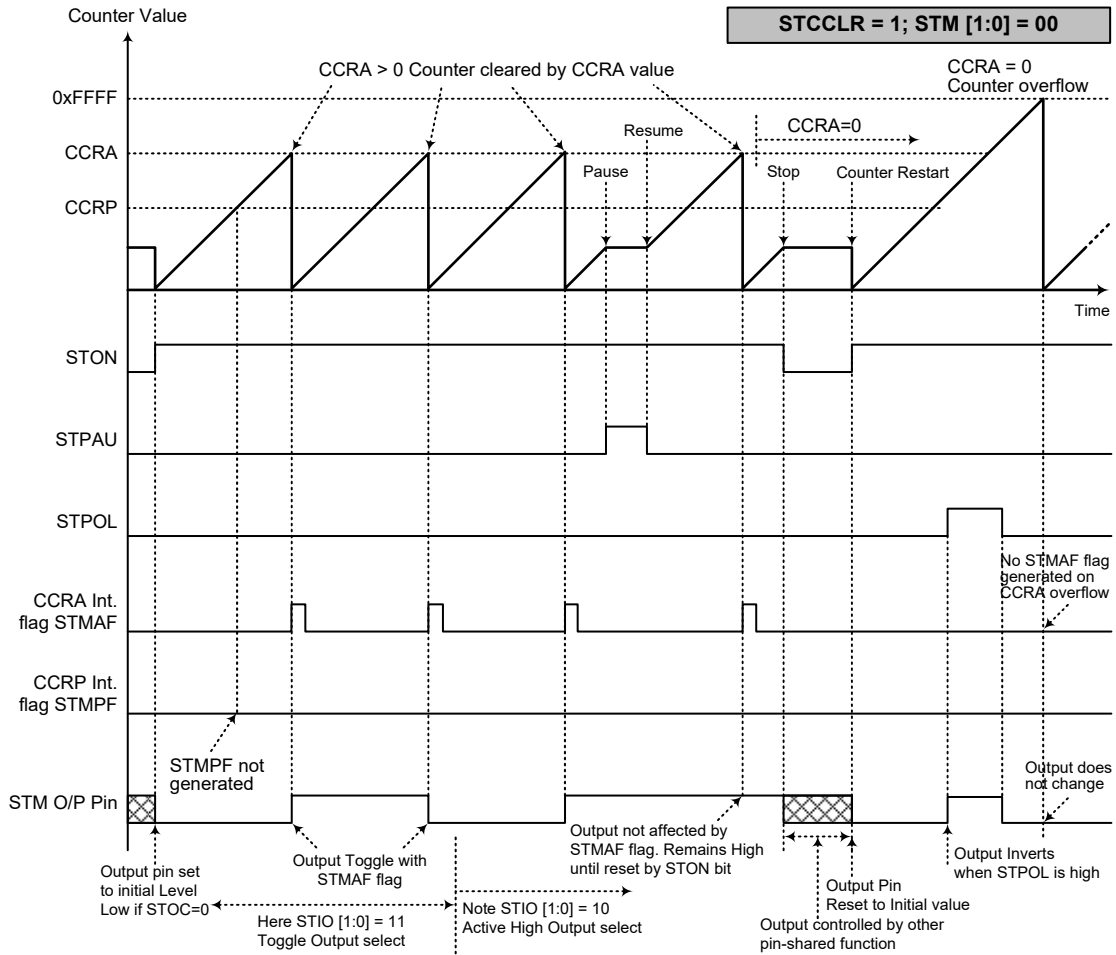 Counter Value
STCCLR = 1; STM [1:0] = 00
CCRA > 0 Counter cleared by CCRA value
CCRA = 0
Counter overflow
0xFFFF
CCRA
CCRP
Resume
CCRA=0
Pause
Stop
Counter Restart
Time
STON
STPAU
STPOL
No STMAF flag
generated on
CCRA overflow
CCRA Int.
flag STMAF
CCRP Int.
flag STMPF
STMPF not
generated
STM O/P Pin
Output does
not change
Output pin set
to initial Level
Low if STOC=0
Output Toggle with
STMAF flag
Here STIO [1:0] = 11
Toggle Output select
Note STIO [1:0] = 10
Active High Output select
Output not affected by
STMAF flag. Remains High
until reset by STON bit
Output Pin
Reset to Initial value
Output controlled by other
pin-shared function
Output Inverts
when STPOL is high